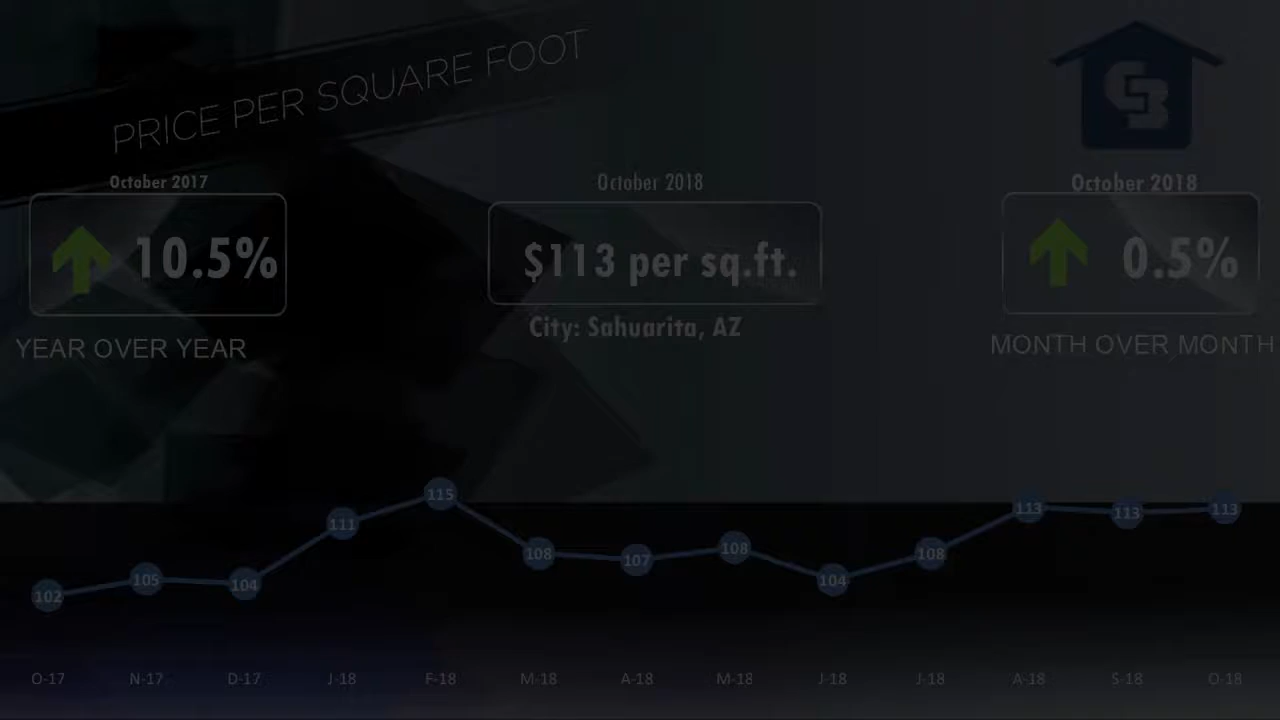 PRICE PER SQUARE FOOT
CB
October 2017
October 2018
October 2018
10.5%
$113 per sq.ft.
0.5%
City: Sahuarita, AZ
YEAR OVER YEAR
MONTH OVER MONTH
102 105 104 111 115 108 107 108 104 108 113 113 113
O-17 N-17 D-17 J-18 F-18 M-18 A-18 M-18 J-18 J-18 A-18 S-18 O-18